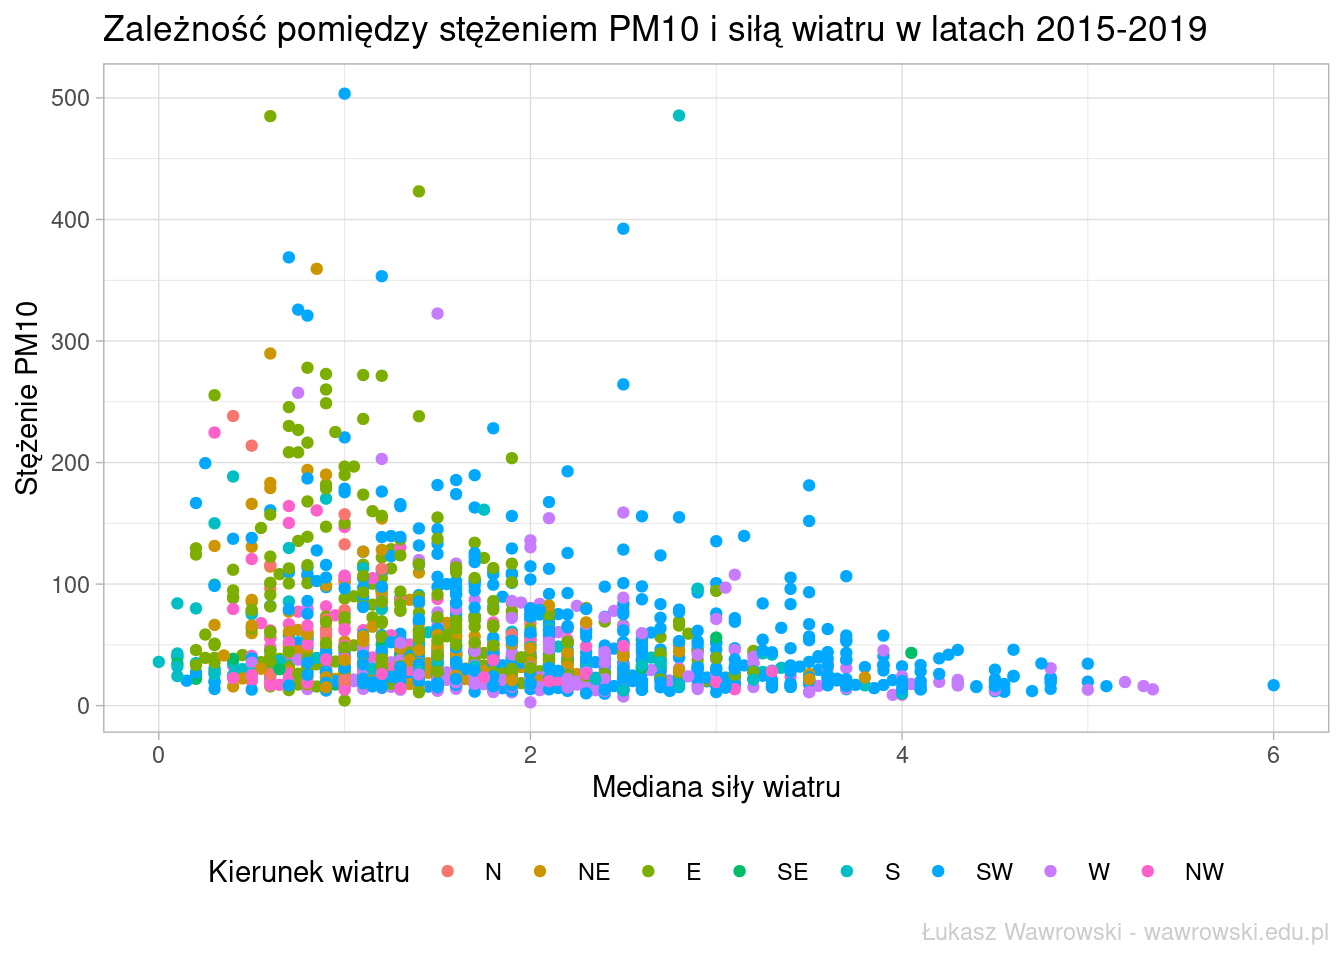 Zależność pomiędzy stężeniem PM10 i siłą wiatru w latach 2015-2019
Stężenie PM10
500
400
300
200
100
0
0 2 4 6
Mediana siły wiatru
Kierunek wiatru N NE E SE S SW W NW
Łukasz Wawrowski - wawrowski.edu.pl